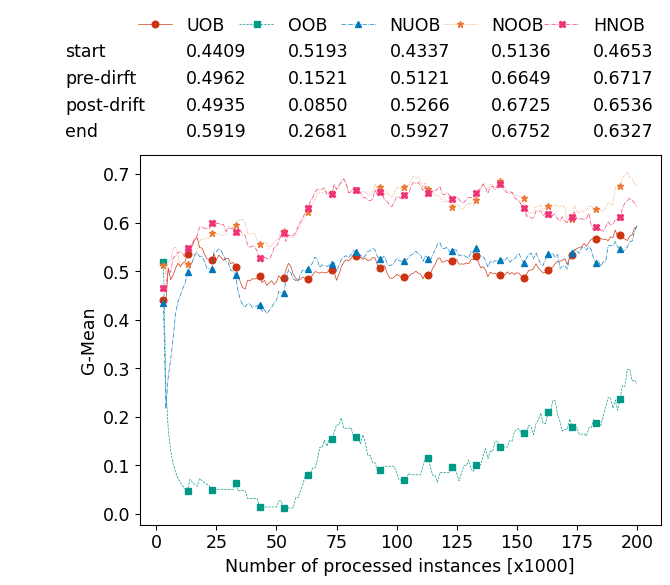 UOB OOB NUOB NOOB HNOB
start 0.4409 0.5193 0.4337 0.5136 0.4653
pre-dirft 0.4962 0.1521 0.5121 0.6649 0.6717
post-drift 0.4935 0.0850 0.5266 0.6725 0.6536
end 0.5919 0.2681 0.5927 0.6752 0.6327
0.7
0.6
0.5
0.4
0.3
0.2
0.1
0.0
G-Mean
0 25 50 75 100 125 150 175 200
Number of processed instances [x1000]